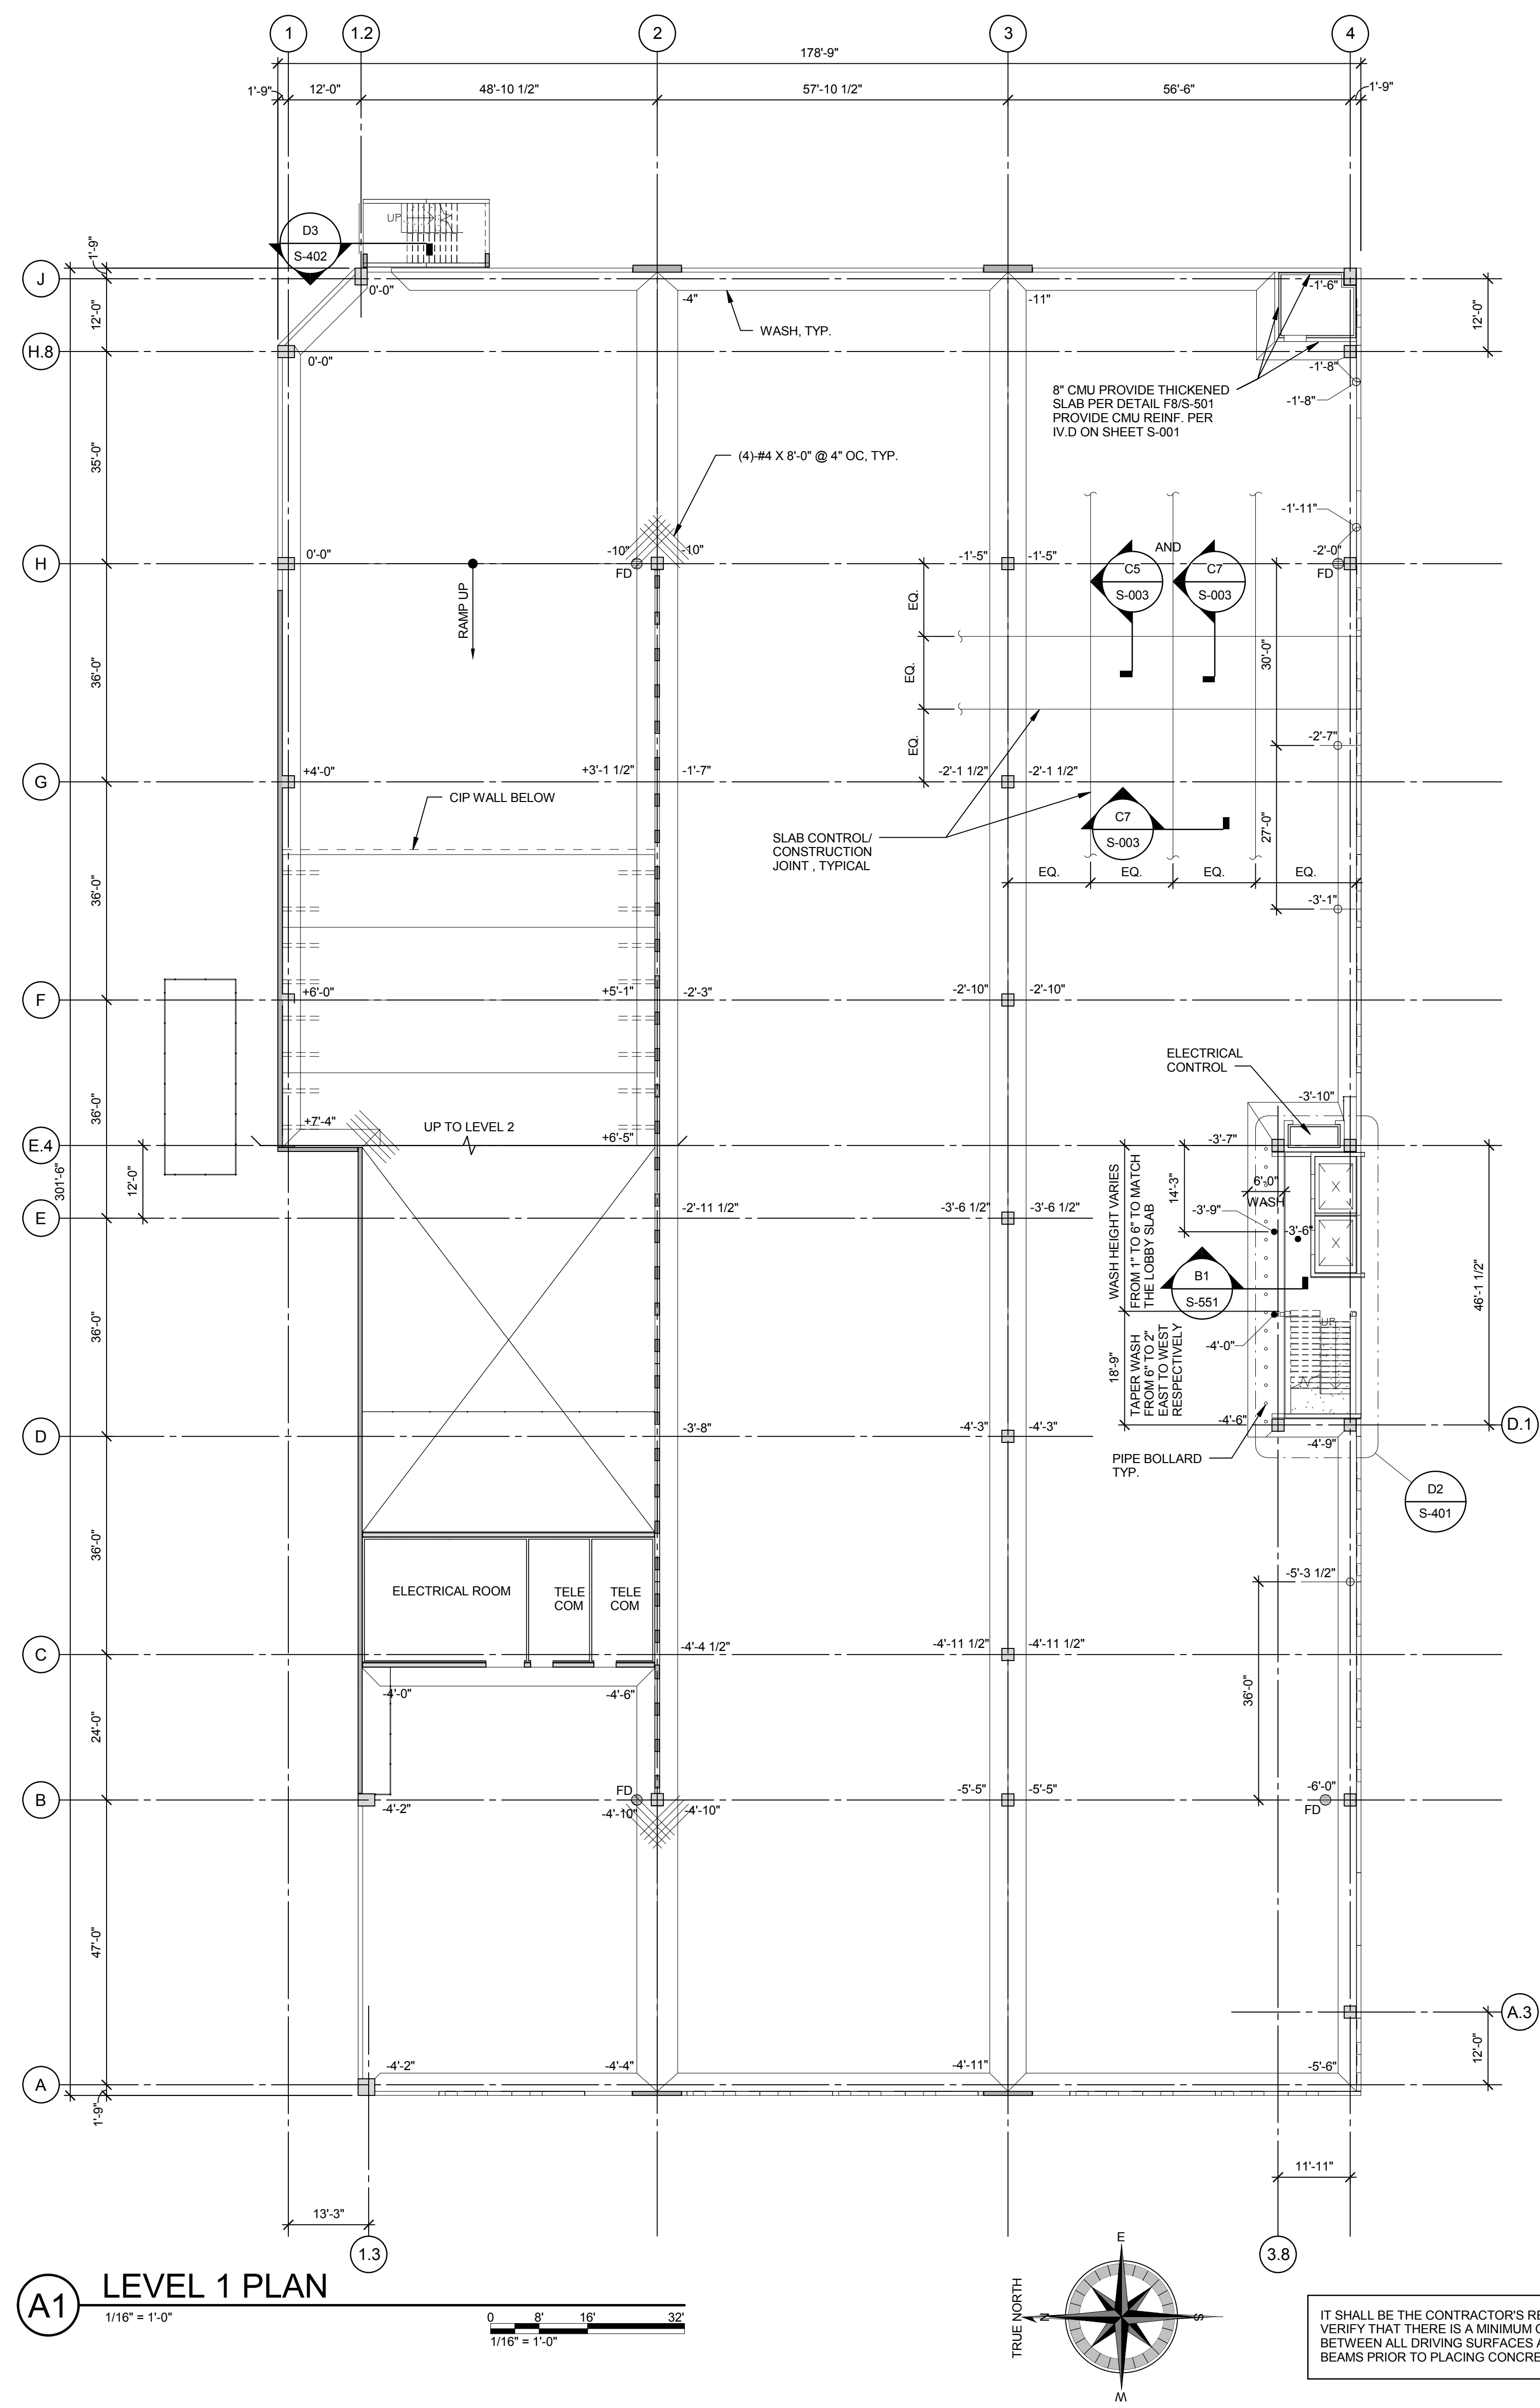 1
1.2
2
3
4
178'-9"
1'-9"
12'-0"
48'-10 1/2"
57'-10 1/2"
56'-6"
1'-9"
UP
D3
S-402
1'-9"
J
0'-0"
-4"
-11"
-1'-6"
12'-0"
WASH, TYP.
12'-0"
H.8
0'-0"
-1'-8"
-1'-8"
8" CMU PROVIDE THICKENED
SLAB PER DETAIL F8/S-501
PROVIDE CMU REINF. PER
IV.D ON SHEET S-001
35'-0"
(4)-#4 X 8'-0" @ 4" OC, TYP.
-1'-11"
H
0'-0"
-10"
-10"
FD
-1'-5"
-1'-5"
AND
C5
S-003
C7
S-003
-2'-0"
FD
RAMP UP
EQ.
EQ.
EQ.
30'-0"
36'-0"
-2'-7"
G
+4'-0"
+3'-1 1/2"
-1'-7"
-2'-1 1/2"
-2'-1 1/2"
CIP WALL BELOW
SLAB CONTROL/
CONSTRUCTION
JOINT , TYPICAL
C7
S-003
27'-0"
EQ.
EQ.
EQ.
EQ.
36'-0"
-3'-1"
F
+6'-0"
+5'-1"
-2'-3"
-2'-10"
-2'-10"
ELECTRICAL
CONTROL
36'-0"
-3'-10"
+7'-4"
UP TO LEVEL 2
+6'-5"
E.4
-3'-7"
301'-6"
12'-0"
14'-3"
6'-0"
WASH
-3'-9"
-3'-6"
E
-2'-11 1/2"
-3'-6 1/2"
-3'-6 1/2"
WASH HEIGHT VARIES
FROM 1" TO 6" TO MATCH
THE LOBBY SLAB
B1
S-551
46'-1 1/2"
36'-0"
UP
-4'-0"
18'-9"
TAPER WASH
FROM 6" TO 2"
EAST TO WEST
RESPECTIVELY
D
-3'-8"
-4'-3"
-4'-3"
-4'-6"
-4'-9"
D.1
PIPE BOLLARD
TYP.
D2
S-401
36'-0"
ELECTRICAL ROOM
TELE
COM
TELE
COM
-5'-3 1/2"
C
-4'-4 1/2"
-4'-11 1/2"
-4'-11 1/2"
-4'-0"
-4'-6"
36'-0"
24'-0"
B
-4'-2"
FD
-4'-10"
-4'-10"
-5'-5"
-5'-5"
-6'-0"
FD
47'-0"
A.3
12'-0"
A
-4'-2"
-4'-4"
-4'-11"
-5'-6"
1'-9"
11'-11"
13'-3"
1.3
3.8
A1
LEVEL 1 PLAN
1/16" = 1'-0"
0
8'
16'
32'
1/16" = 1'-0"
TRUE NORTH
E
N
S
W
IT SHALL BE THE CONTRACTOR'S RE
VERIFY THAT THERE IS A MINIMUM
BETWEEN ALL DRIVING SURFACES
BEAMS PRIOR TO PLACING CONCRE